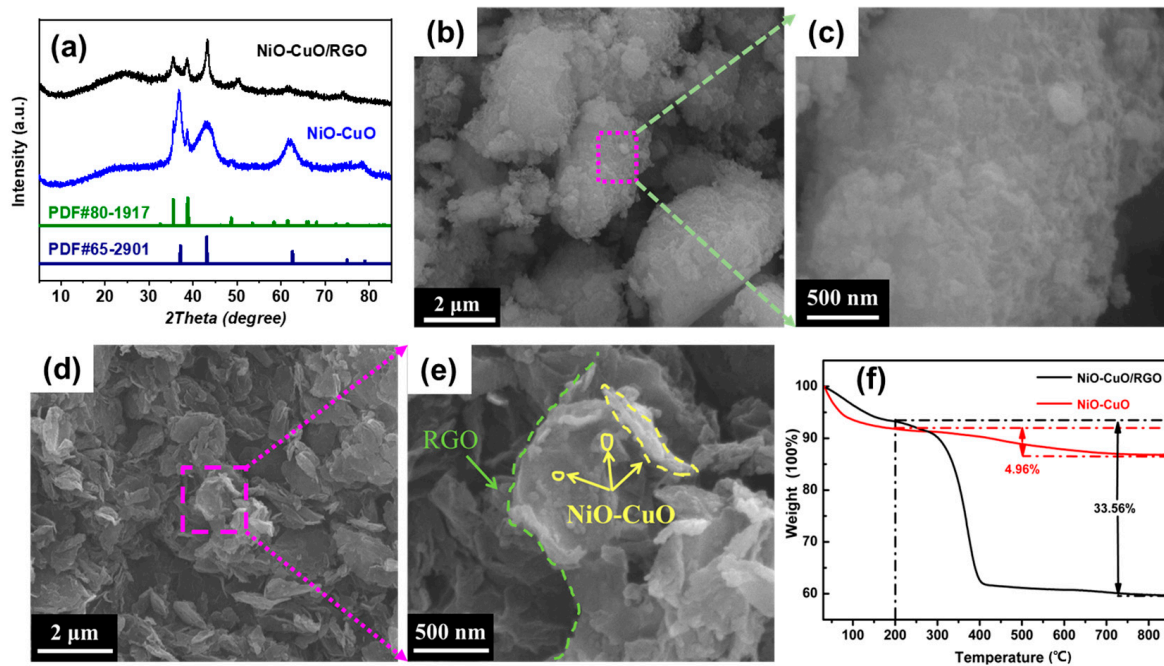 (a)
NiO-CuO/RGO
NiO-CuO
PDF#80-1917
PDF#65-2901
Intensity (a.u.)
10 20 30 40 50 60 70 80
2Theta (degree)
(b)
2 μm
(c)
500 nm
(d)
2 μm
(e)
RGO
NiO-CuO
500 nm
(f)
NiO-CuO/RGO
NiO-CuO
4.96%
33.56%
100
90
80
70
60
Weight (100%)
100 200 300 400 500 600 700 800
Temperature (℃)